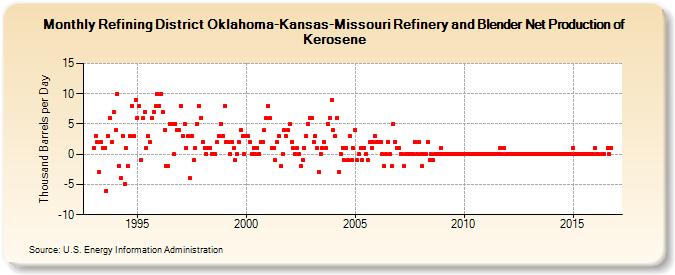 Monthly Refining District Oklahoma-Kansas-Missouri Refinery and Blender Net Production of
Kerosene
Thousand Barrels per Day
15
10
5
0
-5
-10
1995
2000
2005
2010
2015
Source: U.S. Energy Information Administration